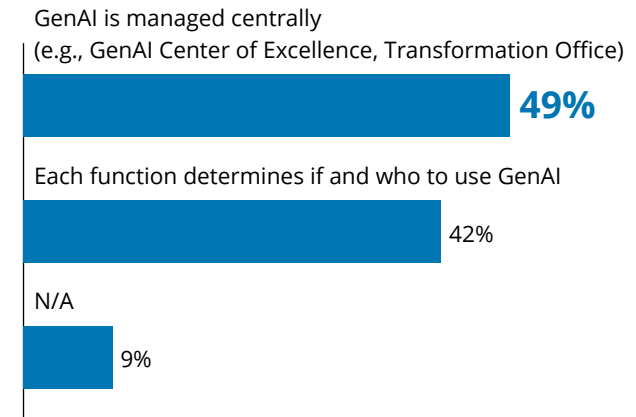 GenAI is managed centrally
(e.g., GenAI Center of Excellence, Transformation Office)
49%
Each function determines if and who to use GenAI
42%
N/A
9%